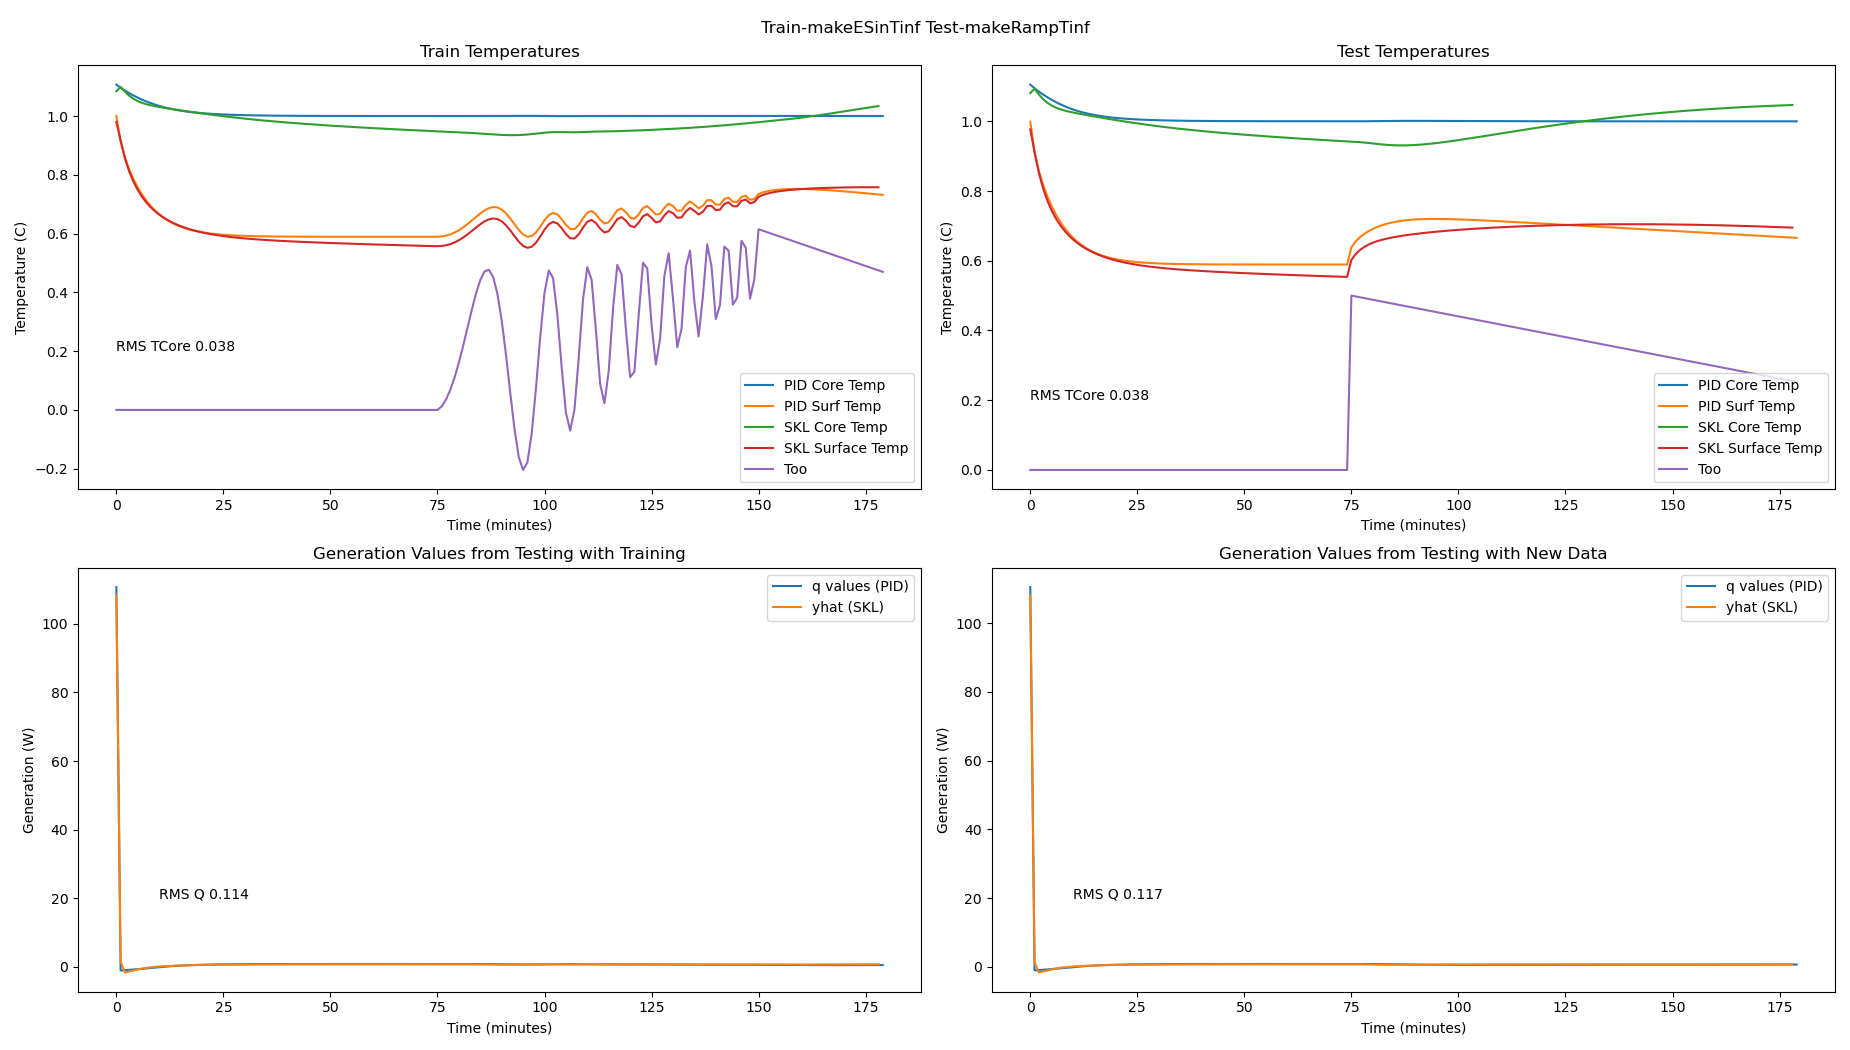 Train-makeESinTinf Test-makeRampTinf
Train Temperatures
Temperature (C)
1.0
0.8
0.6
0.4
0.2
0.0
−0.2
RMS TCore 0.038
PID Core Temp
PID Surf Temp
SKL Core Temp
SKL Surface Temp
Too
0 25 50 75 100 125 150 175
Time (minutes)
Test Temperatures
Temperature (C)
1.0
0.8
0.6
0.4
0.2
0.0
RMS TCore 0.038
PID Core Temp
PID Surf Temp
SKL Core Temp
SKL Surface Temp
Too
0 25 50 75 100 125 150 175
Time (minutes)
Generation Values from Testing with Training
Generation (W)
100
80
60
40
20
0
q values (PID)
yhat (SKL)
RMS Q 0.114
0 25 50 75 100 125 150 175
Time (minutes)
Generation Values from Testing with New Data
Generation (W)
100
80
60
40
20
0
q values (PID)
yhat (SKL)
RMS Q 0.117
0 25 50 75 100 125 150 175
Time (minutes)